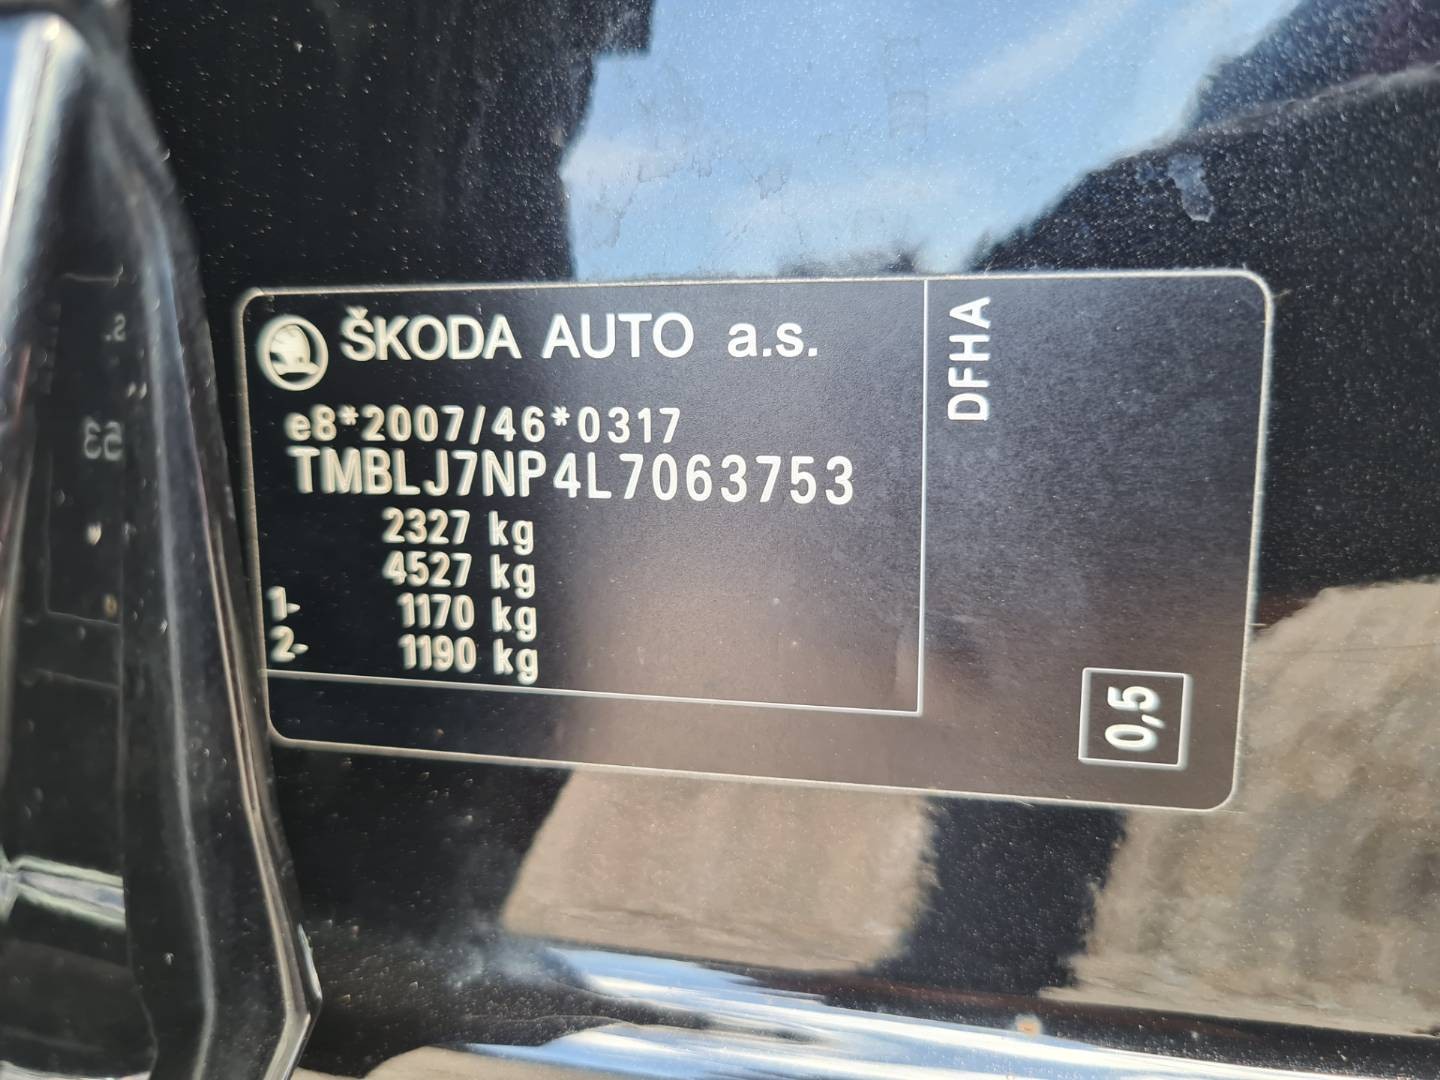 ŠKODA AUTO a.s.
e8*2007/46*0317
TMBLJ7NP4L7063753
2327 kg
4527 kg
1- 1170 kg
2- 1190 kg
DFHA
0,5